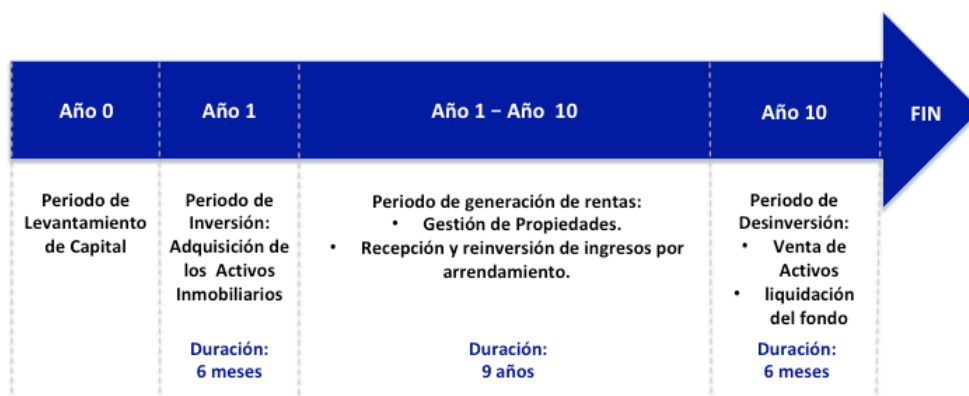 Año 0
Año 1
Año 1 – Año 10
Año 10
FIN
Periodo de
Levantamiento
de Capital
Periodo de
Inversión:
Adquisición de
los Activos
Inmobiliarios
Duración:
6 meses
Periodo de generación de rentas:
• Gestión de Propiedades.
• Recepción y reinversión de ingresos por
arrendamiento.
Duración:
9 años
Periodo de
Desinversión:
• Venta de
Activos
• liquidación
del fondo
Duración:
6 meses